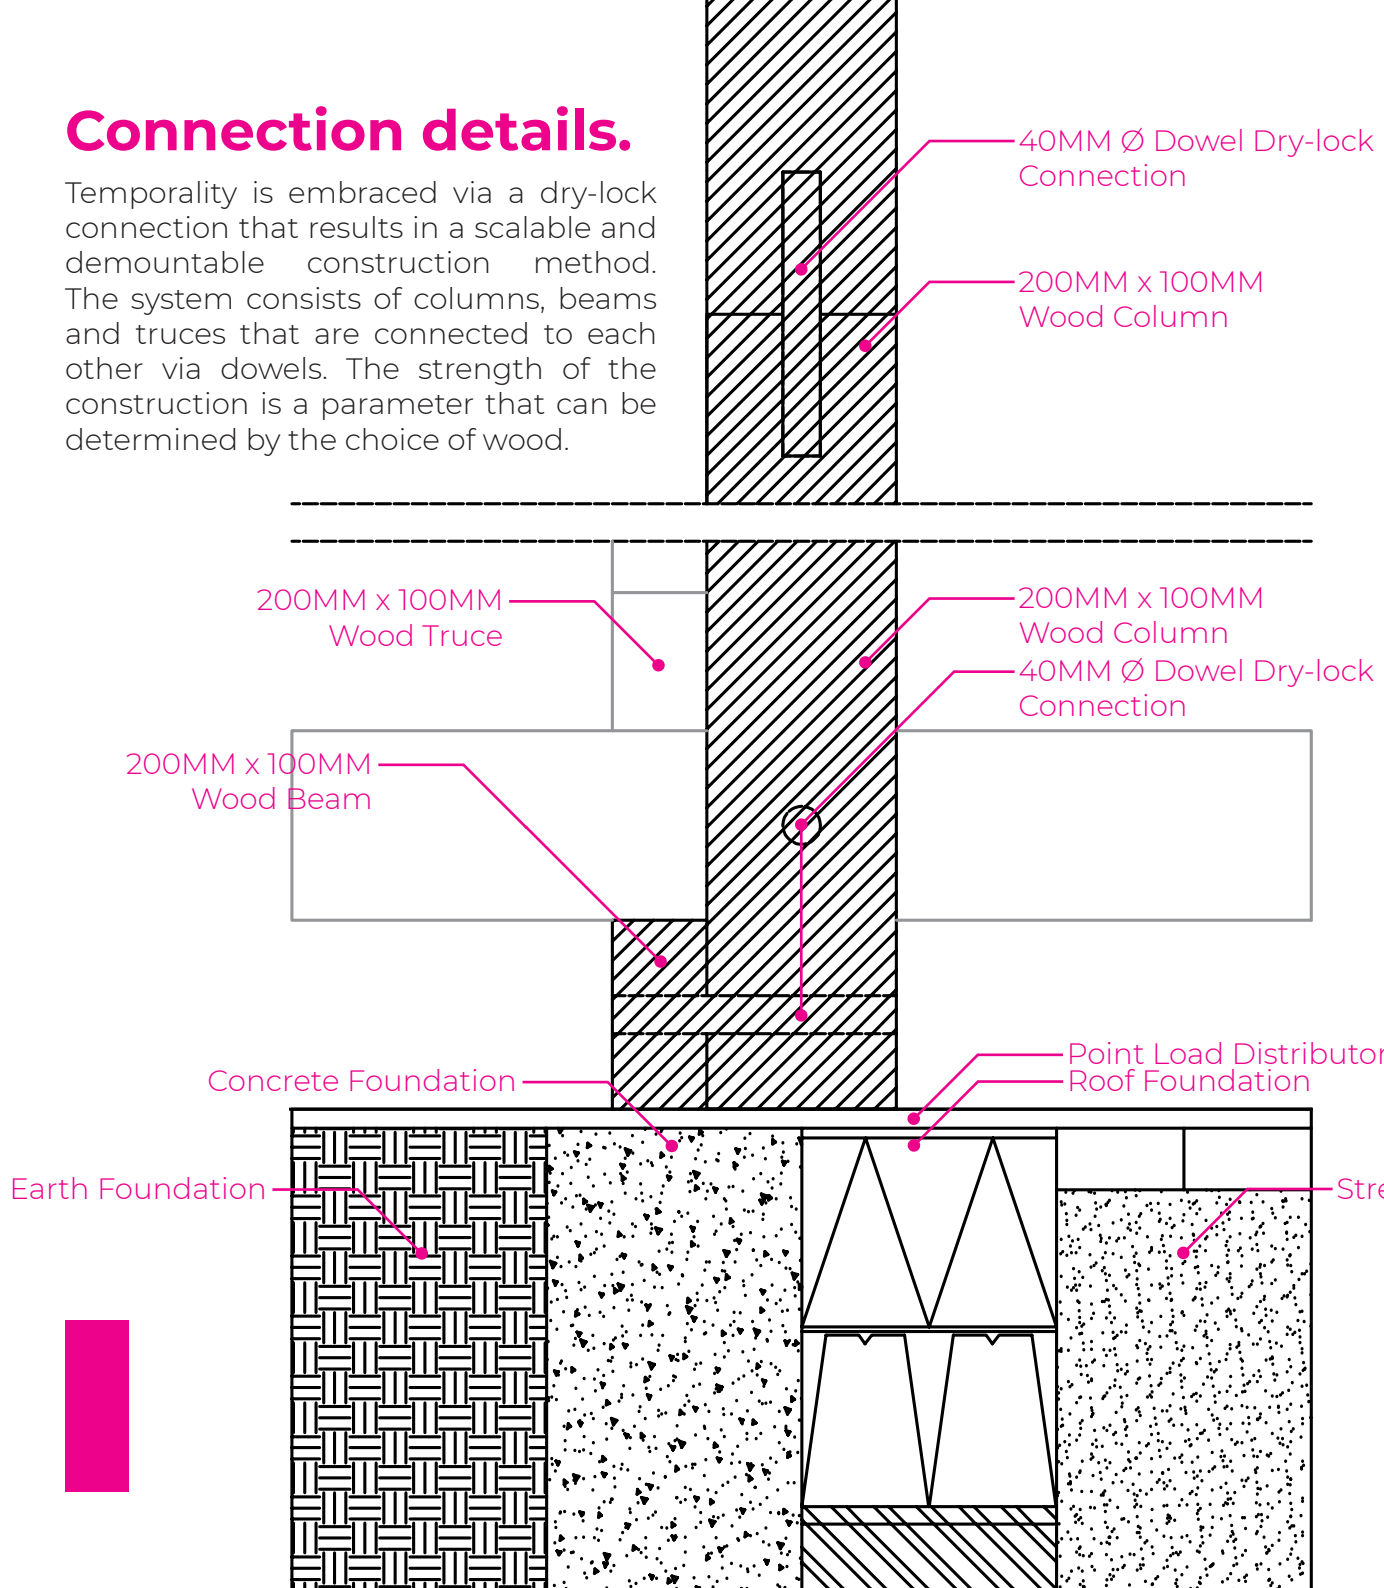 Connection details.
Temporality is embraced via a dry-lock
connection that results in a scalable and
demountable construction method.
The system consists of columns, beams
and truces that are connected to each
other via dowels. The strength of the
construction is a parameter that can be
determined by the choice of wood.
40MM Ø Dowel Dry-lock
Connection
200MM x 100MM
Wood Column
200MM x 100MM
Wood Truce
200MM x 100MM
Wood Column
40MM Ø Dowel Dry-lock
Connection
200MM x 100MM
Wood Beam
Point Load Distributor
Roof Foundation
Concrete Foundation
Earth Foundation